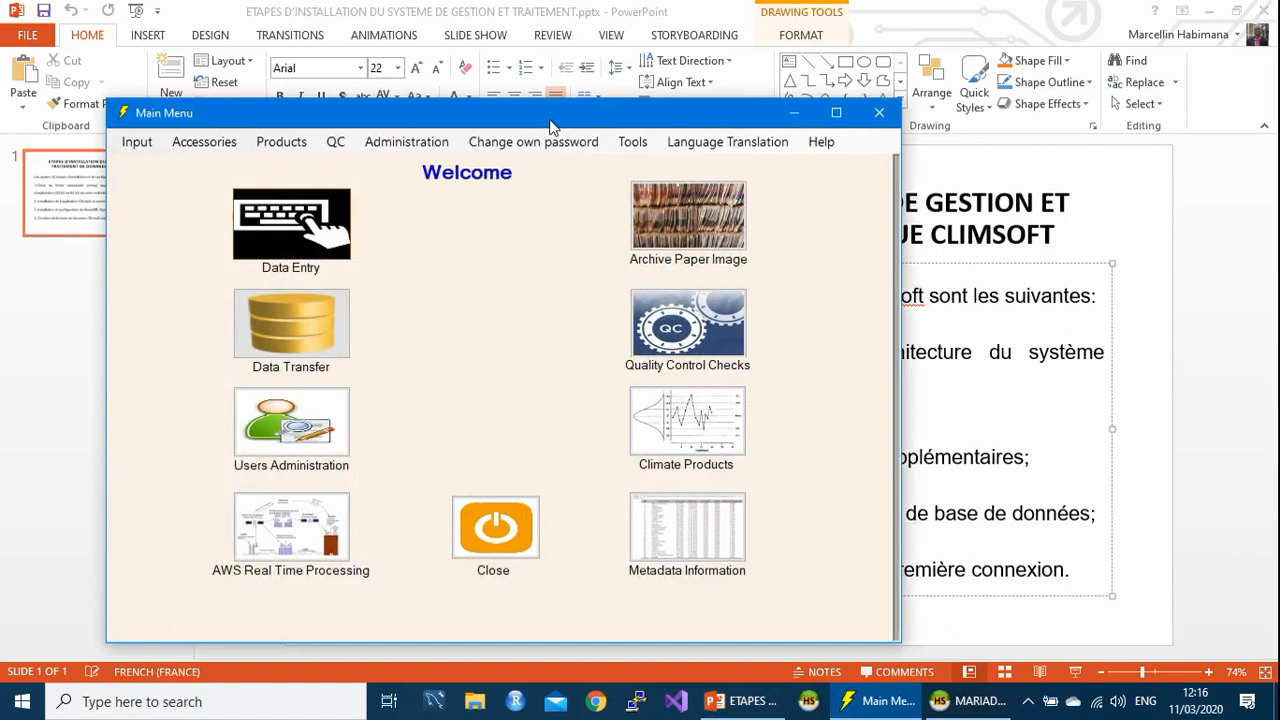 ETAPES D'INSTALLATION DU SYSTEME DE GESTION ET TRAITEMENT.pptx - PowerPoint
DRAWING TOOLS
FILE HOME INSERT DESIGN TRANSITIONS ANIMATIONS SLIDE SHOW REVIEW VIEW STORYBOARDING FORMAT
Marcellin Habimana
Cut
Copy
Format
Paste
Clipboard
New
Layout
Reset
Arial 22
Text Direction
Align Text
Arrange
Quick
Styles
Shape Fill
Shape Outline
Shape Effects
Drawing
Find
Replace
Select
Editing
Main Menu
Input Accessories Products QC Administration Change own password Tools Language Translation Help
Welcome
Data Entry
Archive Paper Image
Data Transfer
QC
Quality Control Checks
Users Administration
Climate Products
AWS Real Time Processing
Close
Metadata Information
1
DE GESTION ET
UE CLIMSOFT
oft sont les suivantes:
hitecture du système
pplémentaires;
de base de données;
remière connexion.
SLIDE 1 OF 1
FRENCH (FRANCE)
NOTES
COMMENTS
74%
Type here to search
ETAPES ...
Main Me...
MARIAD...
ENG
12:16
11/03/2020